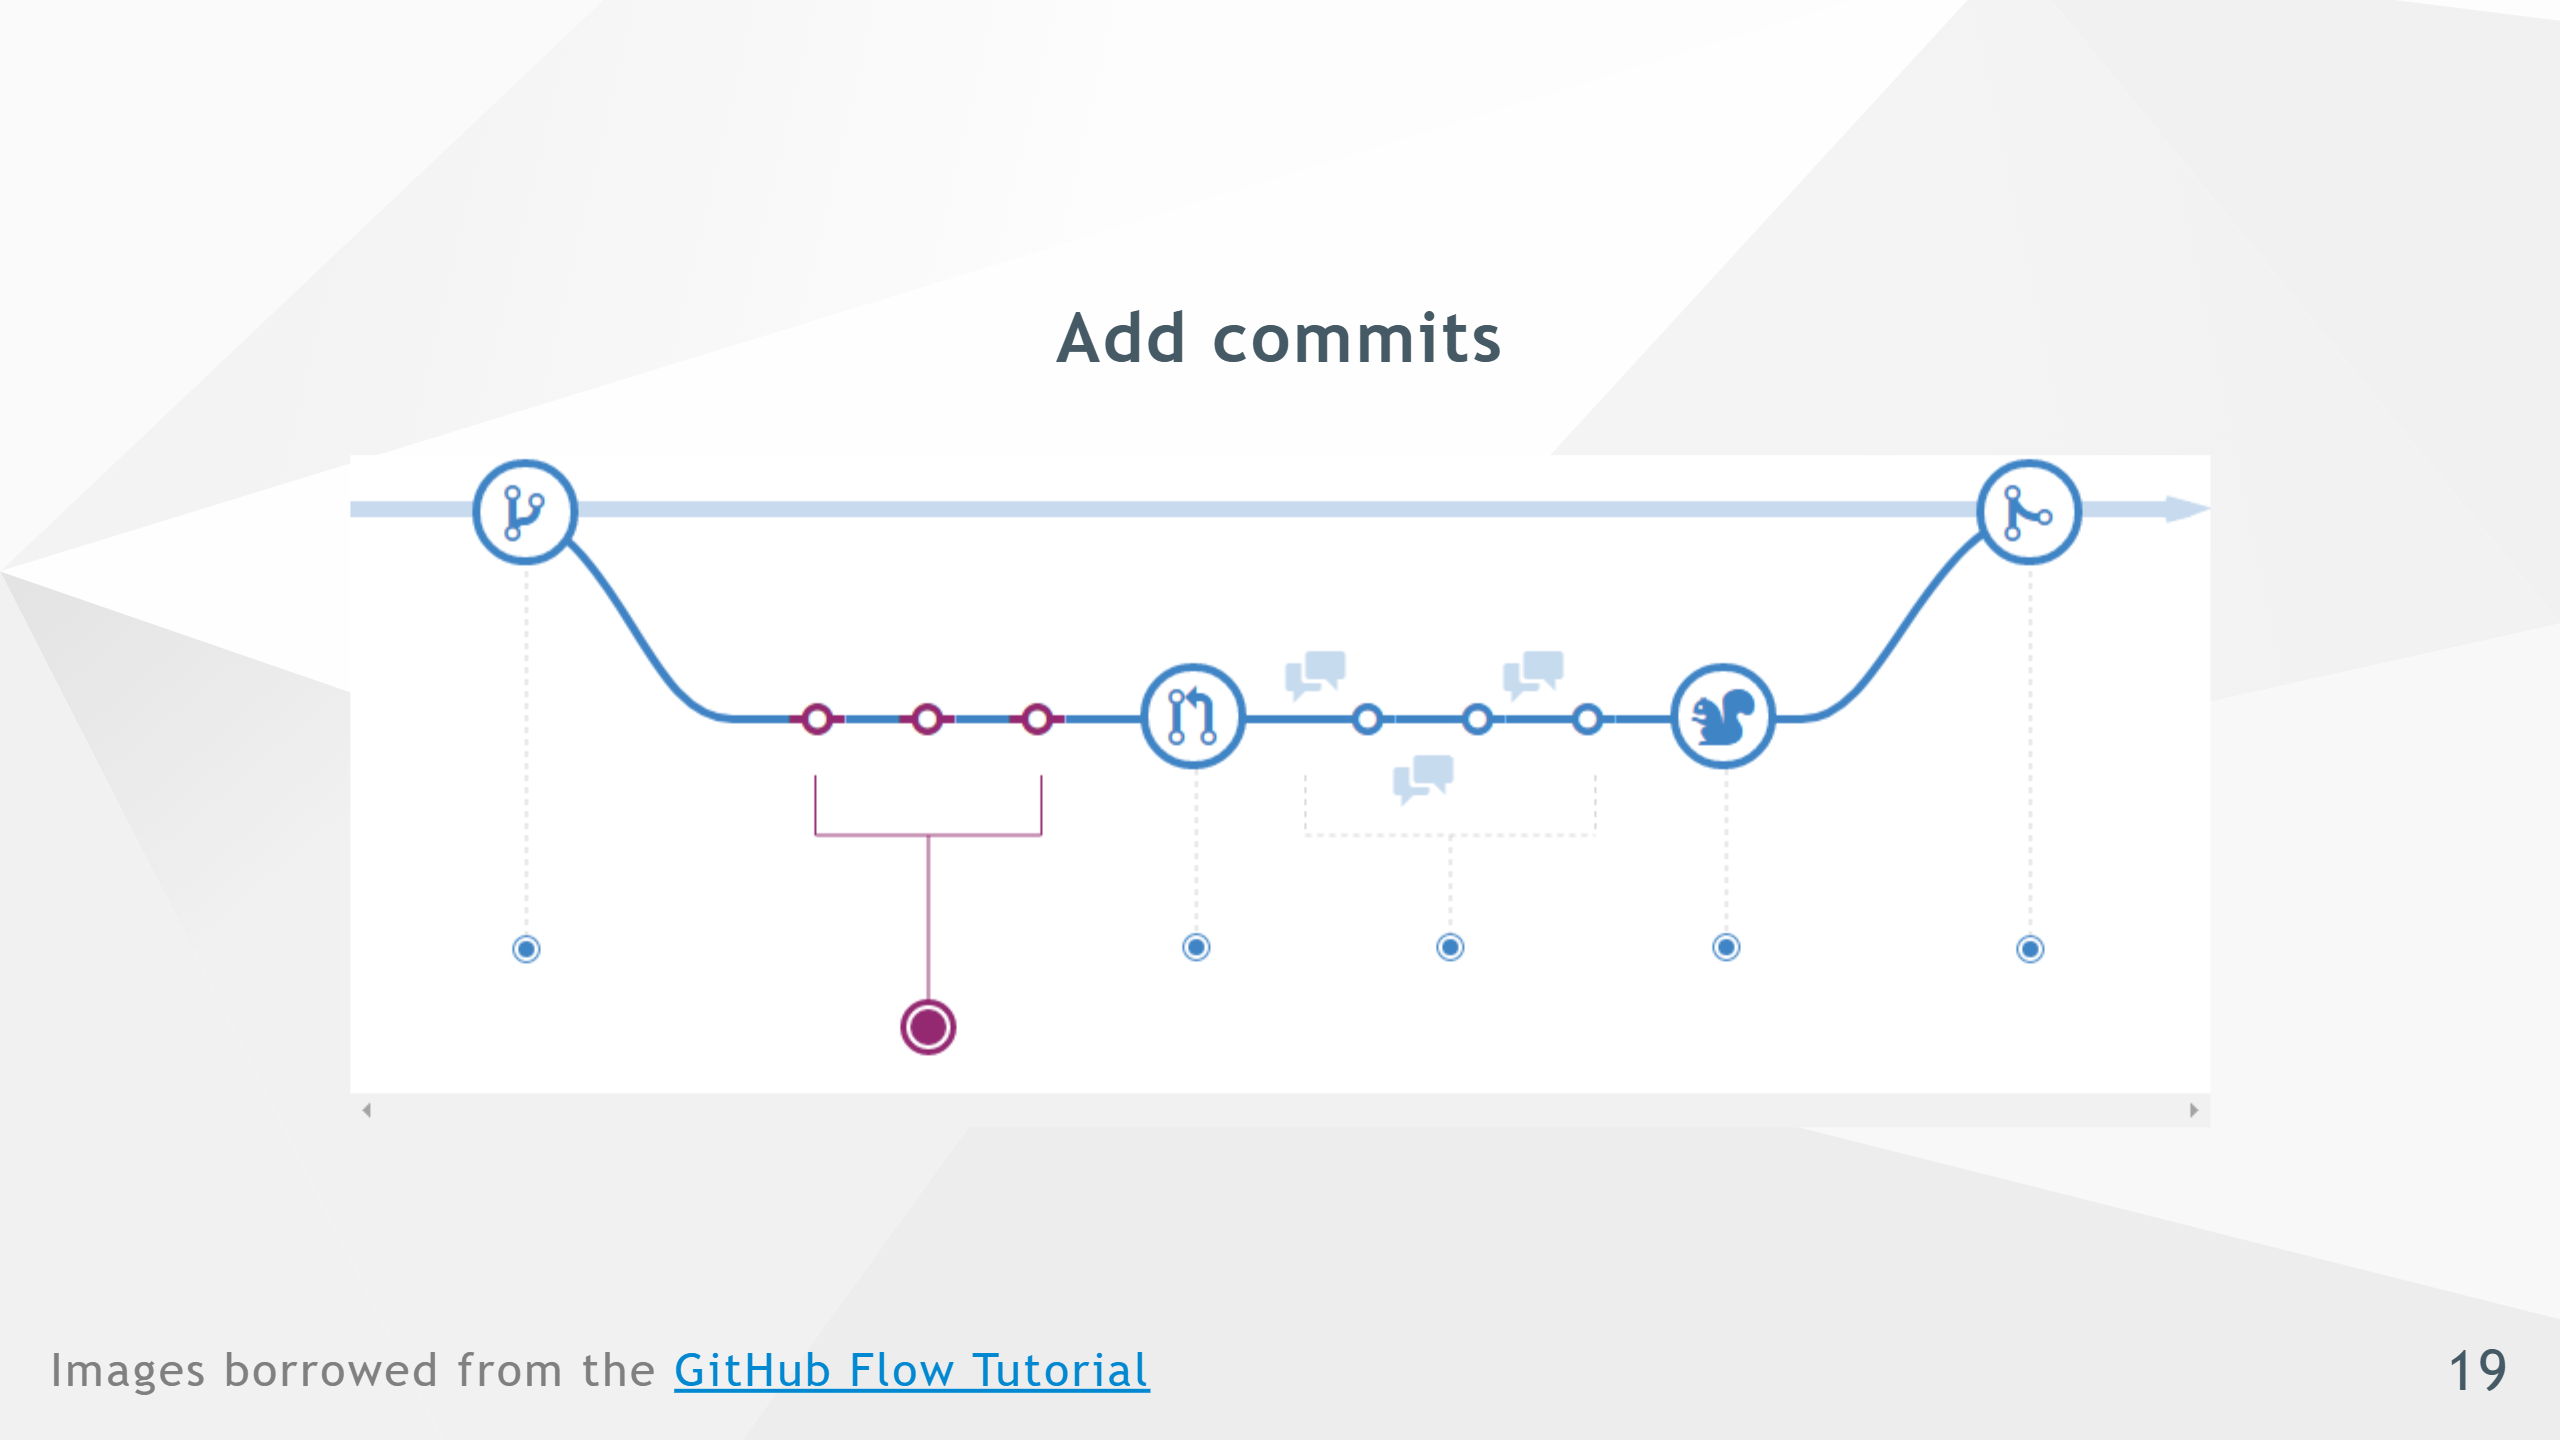 Add commits
Images borrowed from the GitHub Flow Tutorial
19